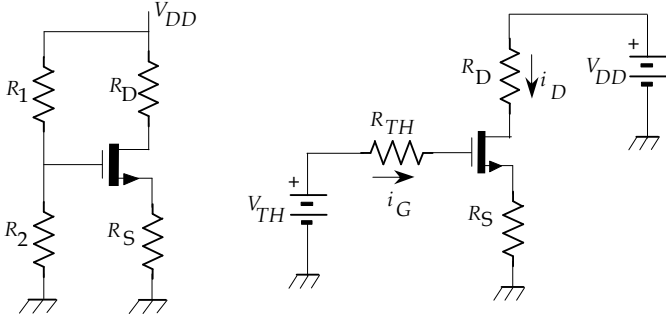 V_DD
R_1
R_D
R_2
R_S
R_TH
i_G
+
V_TH
R_D
i_D
+
V_DD
R_S